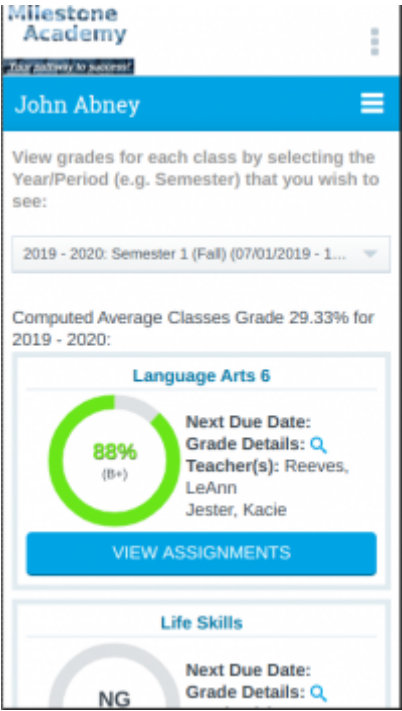 Milestone
Academy
Your pathway to success!
John Abney
View grades for each class by selecting the
Year/Period (e.g. Semester) that you wish to
see:
2019 - 2020: Semester 1 (Fall) (07/01/2019 - 1...
Computed Average Classes Grade 29.33% for
2019 - 2020:
Language Arts 6
88%
(B+)
Next Due Date:
Grade Details:
Teacher(s): Reeves,
LeAnn
Jester, Kacie
VIEW ASSIGNMENTS
Life Skills
NG
Next Due Date:
Grade Details: